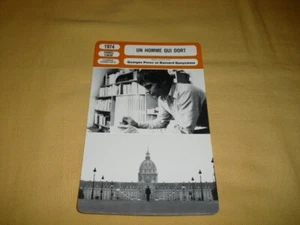 1974
UN HOMME QUI DORT
Georges Perec et Bernard Queysanne